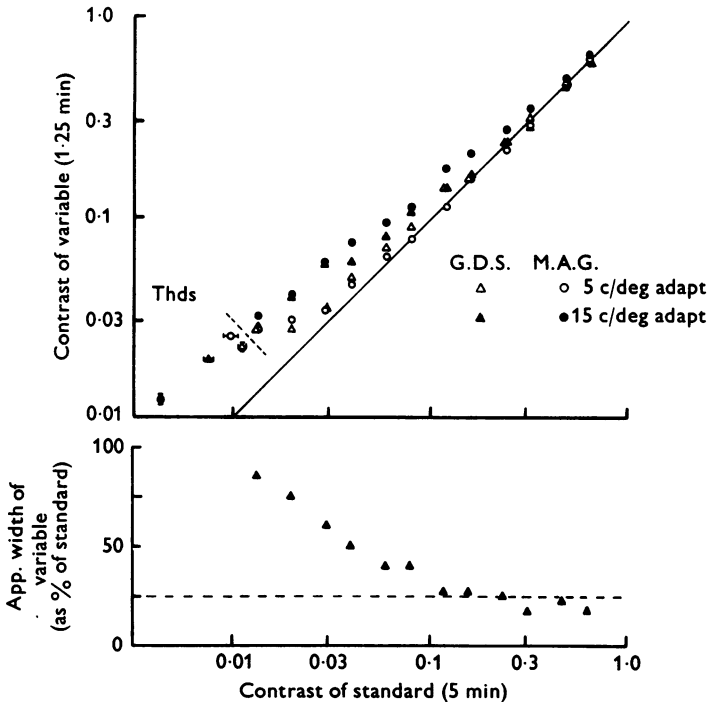 1·0
0·3
0·1
0·03
0·01
Contrast of variable (1·25 min)
Thds
G.D.S. M.A.G.
5 c/deg adapt
15 c/deg adapt
100
50
0
App. width of
variable
(as % of standard)
0·01 0·03 0·1 0·3 1·0
Contrast of standard (5 min)